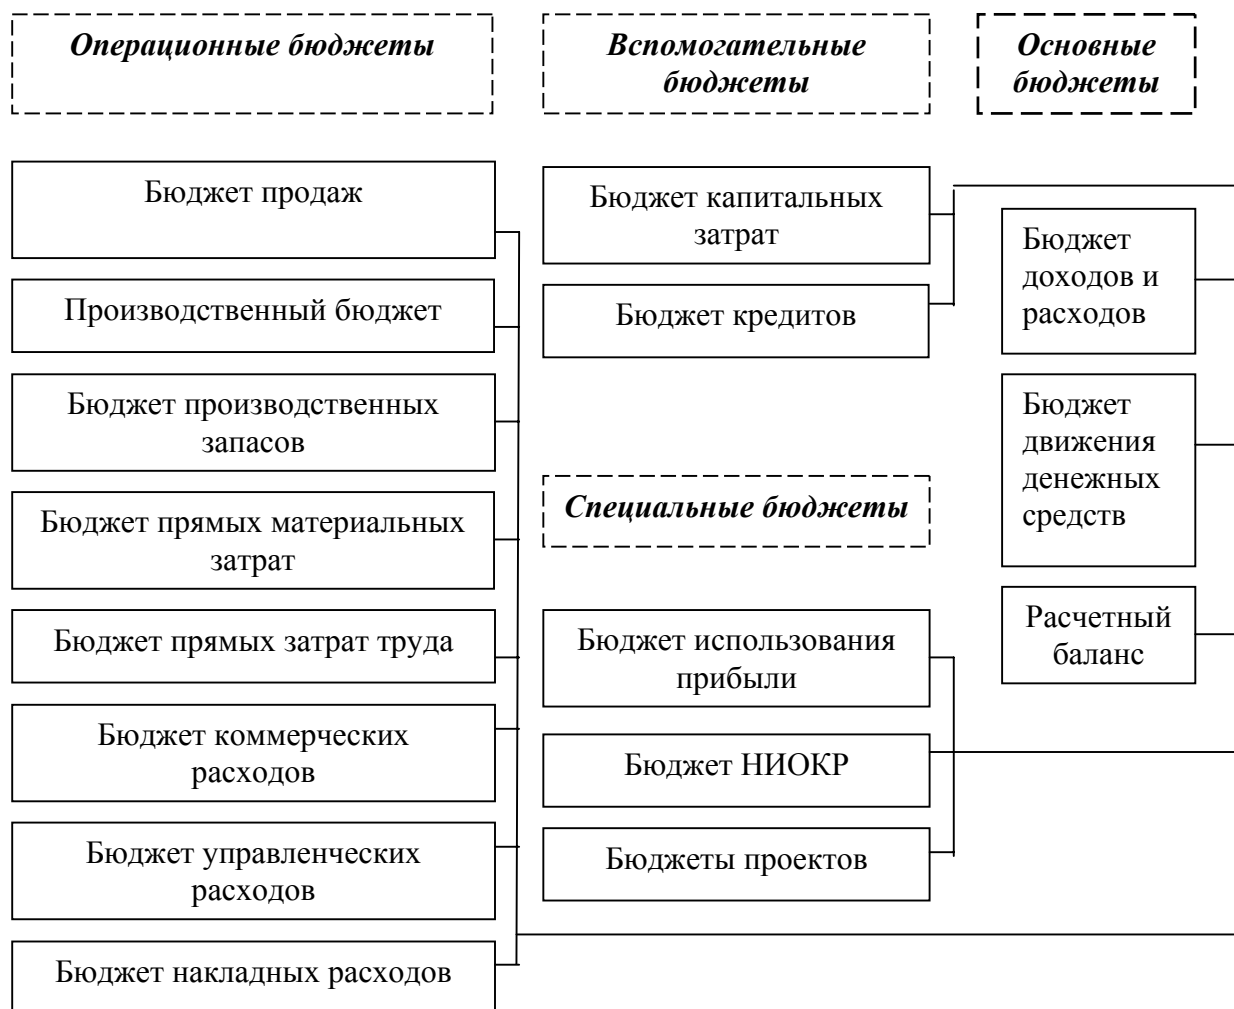 Операционные бюджеты
Бюджет продаж
Производственный бюджет
Бюджет производственных
запасов
Бюджет прямых материальных
затрат
Бюджет прямых затрат труда
Бюджет коммерческих
расходов
Бюджет управленческих
расходов
Бюджет накладных расходов
Вспомогательные
бюджеты
Бюджет капитальных
затрат
Бюджет кредитов
Специальные бюджеты
Бюджет использования
прибыли
Бюджет НИОКР
Бюджеты проектов
Основные
бюджеты
Бюджет
доходов и
расходов
Бюджет
движения
денежных
средств
Расчетный
баланс